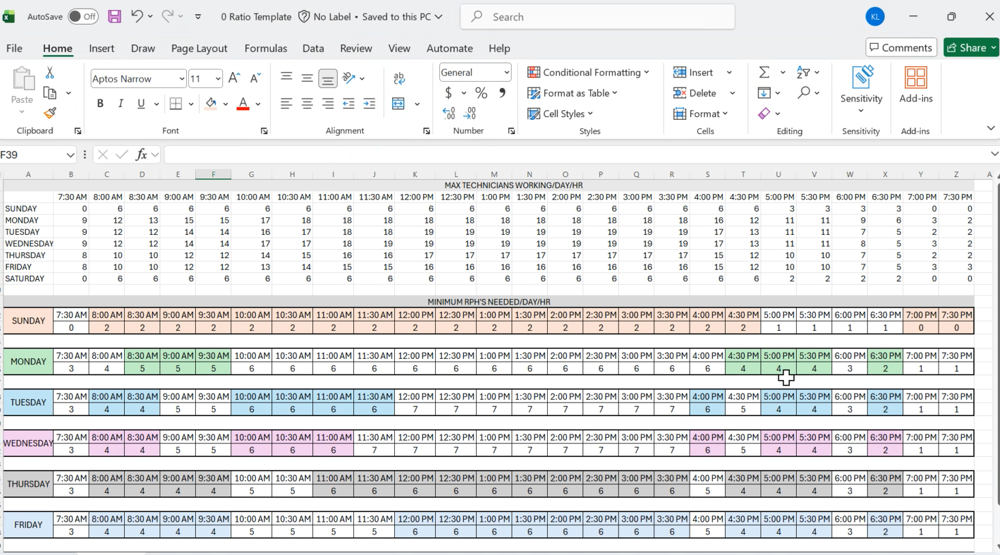 AutoSave Off 0 Ratio Template No Label • Saved to this PC Search KL
File Home Insert Draw Page Layout Formulas Data Review View Automate Help Comments Share
Paste Aptos Narrow 11 A A ab General Conditional Formatting Insert Sensitivity Add-ins
$ % Format as Table Delete
B I U A Cell Styles Format
Clipboard Font Alignment Number Styles Cells Editing Sensitivity Add-ins
F39 fx
A B C D E F G H I J K L M N O P Q R S T U V W X Y Z A
MAX TECHNICIANS WORKING/DAY/HR
7:30 AM 8:00 AM 8:30 AM 9:00 AM 9:30 AM 10:00 AM 10:30 AM 11:00 AM 11:30 AM 12:00 PM 12:30 PM 1:00 PM 1:30 PM 2:00 PM 2:30 PM 3:00 PM 3:30 PM 4:00 PM 4:30 PM 5:00 PM 5:30 PM 6:00 PM 6:30 PM 7:00 PM 7:30 PM
SUNDAY 0 6 6 6 6 6 6 6 6 6 6 6 6 6 6 6 6 6 6 3 3 3 3 0 0
MONDAY 9 12 13 15 15 17 18 18 18 18 18 18 18 18 18 18 18 16 12 11 11 9 6 3 2
TUESDAY 9 12 12 14 14 16 17 18 18 19 19 19 19 19 19 19 19 17 13 11 11 7 5 2 2
WEDNESDAY 9 12 12 14 14 17 17 18 19 19 19 19 19 19 19 19 19 17 13 11 11 8 5 3 2
THURSDAY 8 10 10 12 12 14 15 16 16 17 17 17 17 17 17 17 17 15 12 10 10 7 5 2 2
FRIDAY 8 10 10 12 12 13 14 15 15 16 16 16 16 16 16 16 16 15 12 10 10 7 5 3 3
SATURDAY 0 6 6 6 6 6 6 6 6 6 6 6 6 6 6 6 6 6 6 2 2 2 2 0 0
MINIMUM RPH'S NEEDED/DAY/HR
SUNDAY 7:30 AM 8:00 AM 8:30 AM 9:00 AM 9:30 AM 10:00 AM 10:30 AM 11:00 AM 11:30 AM 12:00 PM 12:30 PM 1:00 PM 1:30 PM 2:00 PM 2:30 PM 3:00 PM 3:30 PM 4:00 PM 4:30 PM 5:00 PM 5:30 PM 6:00 PM 6:30 PM 7:00 PM 7:30 PM
0 2 2 2 2 2 2 2 2 2 2 2 2 2 2 2 2 2 2 1 1 1 1 0 0
MONDAY 7:30 AM 8:00 AM 8:30 AM 9:00 AM 9:30 AM 10:00 AM 10:30 AM 11:00 AM 11:30 AM 12:00 PM 12:30 PM 1:00 PM 1:30 PM 2:00 PM 2:30 PM 3:00 PM 3:30 PM 4:00 PM 4:30 PM 5:00 PM 5:30 PM 6:00 PM 6:30 PM 7:00 PM 7:30 PM
3 4 5 5 5 6 6 6 6 6 6 6 6 6 6 6 6 6 4 4 4 3 2 1 1
TUESDAY 7:30 AM 8:00 AM 8:30 AM 9:00 AM 9:30 AM 10:00 AM 10:30 AM 11:00 AM 11:30 AM 12:00 PM 12:30 PM 1:00 PM 1:30 PM 2:00 PM 2:30 PM 3:00 PM 3:30 PM 4:00 PM 4:30 PM 5:00 PM 5:30 PM 6:00 PM 6:30 PM 7:00 PM 7:30 PM
3 4 4 5 5 6 6 6 6 7 7 7 7 7 7 7 7 6 5 4 4 3 2 1 1
WEDNESDAY 7:30 AM 8:00 AM 8:30 AM 9:00 AM 9:30 AM 10:00 AM 10:30 AM 11:00 AM 11:30 AM 12:00 PM 12:30 PM 1:00 PM 1:30 PM 2:00 PM 2:30 PM 3:00 PM 3:30 PM 4:00 PM 4:30 PM 5:00 PM 5:30 PM 6:00 PM 6:30 PM 7:00 PM 7:30 PM
3 4 4 5 5 6 6 6 7 7 7 7 7 7 7 7 7 6 5 4 4 3 2 1 1
THURSDAY 7:30 AM 8:00 AM 8:30 AM 9:00 AM 9:30 AM 10:00 AM 10:30 AM 11:00 AM 11:30 AM 12:00 PM 12:30 PM 1:00 PM 1:30 PM 2:00 PM 2:30 PM 3:00 PM 3:30 PM 4:00 PM 4:30 PM 5:00 PM 5:30 PM 6:00 PM 6:30 PM 7:00 PM 7:30 PM
3 4 4 4 4 5 5 6 6 6 6 6 6 6 6 6 6 5 4 4 4 3 2 1 1
FRIDAY 7:30 AM 8:00 AM 8:30 AM 9:00 AM 9:30 AM 10:00 AM 10:30 AM 11:00 AM 11:30 AM 12:00 PM 12:30 PM 1:00 PM 1:30 PM 2:00 PM 2:30 PM 3:00 PM 3:30 PM 4:00 PM 4:30 PM 5:00 PM 5:30 PM 6:00 PM 6:30 PM 7:00 PM 7:30 PM
3 4 4 4 4 5 5 5 5 6 6 6 6 6 6 6 6 5 4 4 4 3 2 1 1